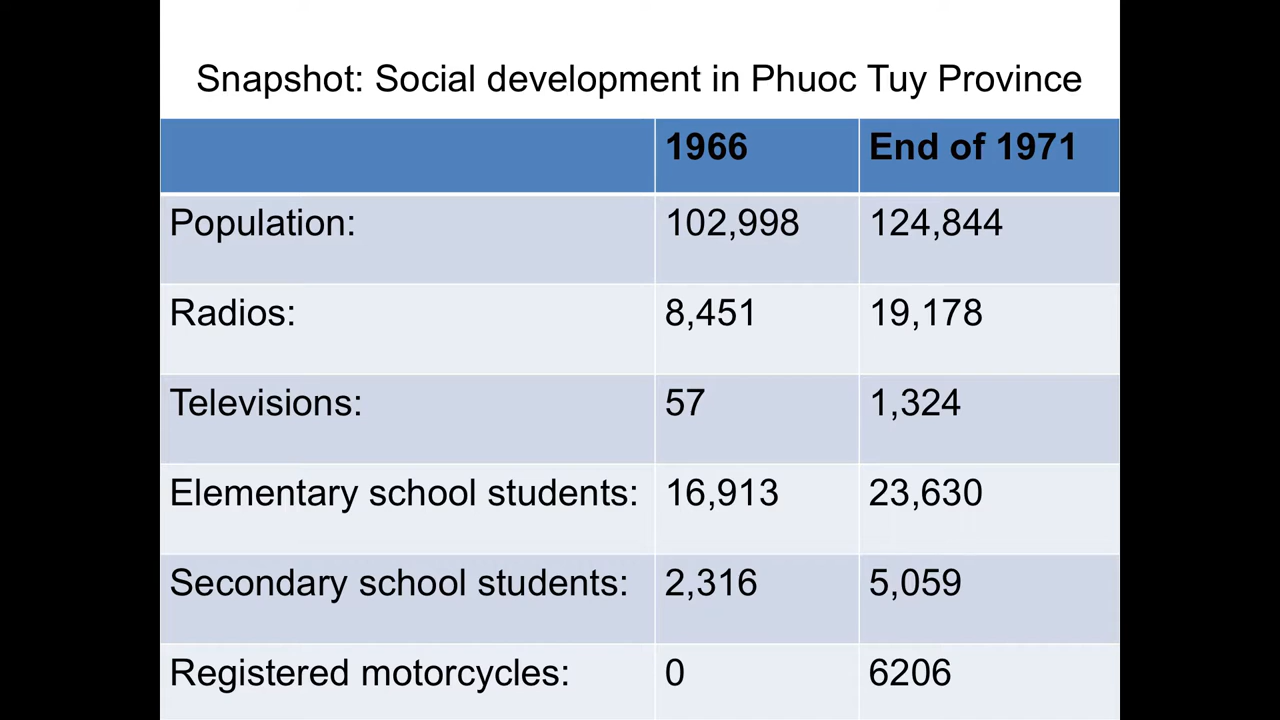 Snapshot: Social development in Phuoc Tuy Province
1966 End of 1971
Population: 102,998 124,844
Radios: 8,451 19,178
Televisions: 57 1,324
Elementary school students: 16,913 23,630
Secondary school students: 2,316 5,059
Registered motorcycles: 0 6206